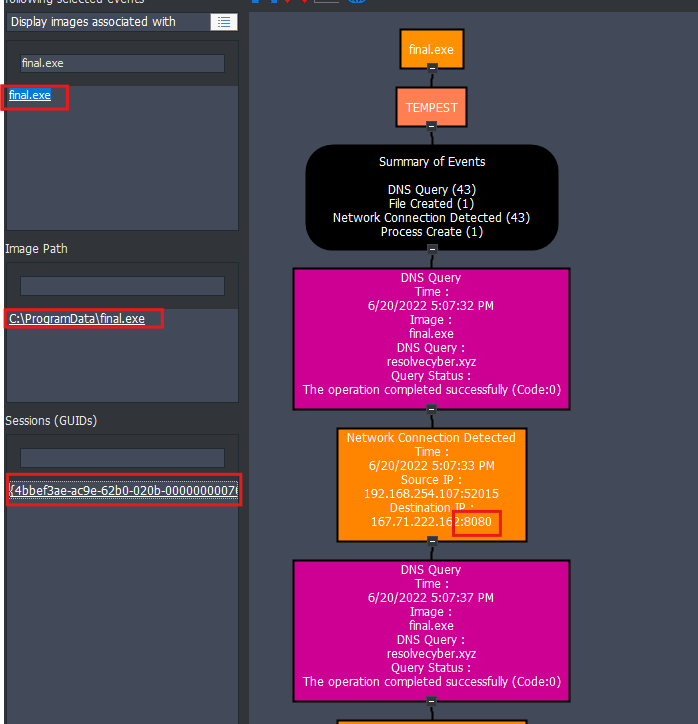 following selected events
Display images associated with
final.exe
final.exe
Image Path
C:\ProgramData\final.exe
Sessions (GUIDs)
{4bbef3ae-ac9e-62b0-020b-0000000076
final.exe
TEMPEST
Summary of Events
DNS Query (43)
File Created (1)
Network Connection Detected (43)
Process Create (1)
DNS Query
Time :
6/20/2022 5:07:32 PM
Image :
final.exe
DNS Query :
resolvecyber.xyz
Query Status :
The operation completed successfully (Code:0)
Network Connection Detected
Time :
6/20/2022 5:07:33 PM
Source IP :
192.168.254.107:52015
Destination IP :
167.71.222.162:8080
DNS Query
Time :
6/20/2022 5:07:37 PM
Image :
final.exe
DNS Query :
resolvecyber.xyz
Query Status :
The operation completed successfully (Code:0)